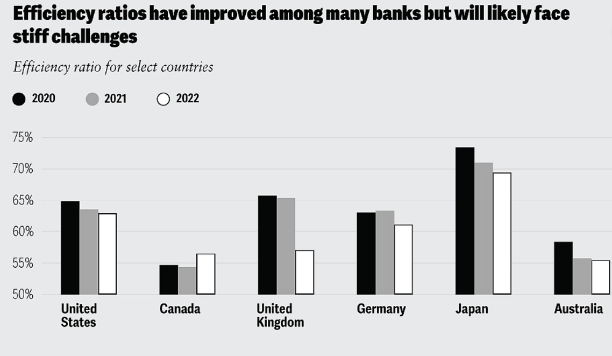 Efficiency ratios have improved among many banks but will likely face
stiff challenges
Efficiency ratio for select countries
2020 2021 2022
75%
70%
65%
60%
55%
50%
United States Canada United Kingdom Germany Japan Australia